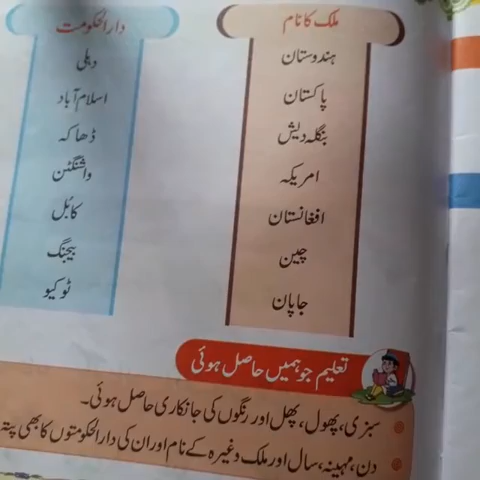 ملک کا نام
ہندوستان
پاکستان
بنگلہ دیش
امریکہ
افغانستان
چین
جاپان
دارالحکومت
دہلی
اسلام آباد
ڈھاکہ
واشنگٹن
کابل
بیجنگ
ٹوکیو
تعلیم جو ہمیں حاصل ہوئی
سبزی، پھول، پھل اور رنگوں کی جانکاری حاصل ہوئی۔
دن، مہینہ، سال اور ملک وغیرہ کے نام اور ان کی دارالحکومتوں کا بھی پتہ